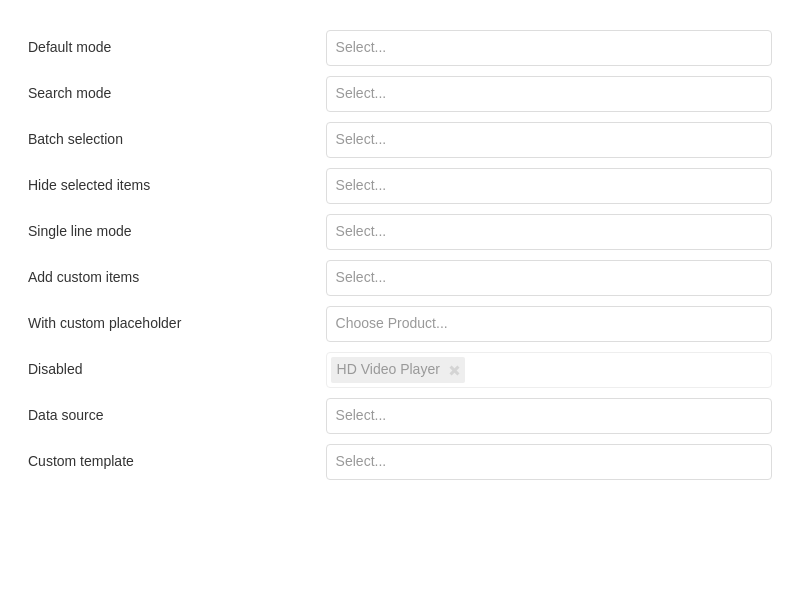 Default mode Select...
Search mode Select...
Batch selection Select...
Hide selected items Select...
Single line mode Select...
Add custom items Select...
With custom placeholder Choose Product...
Disabled HD Video Player
Data source Select...
Custom template Select...